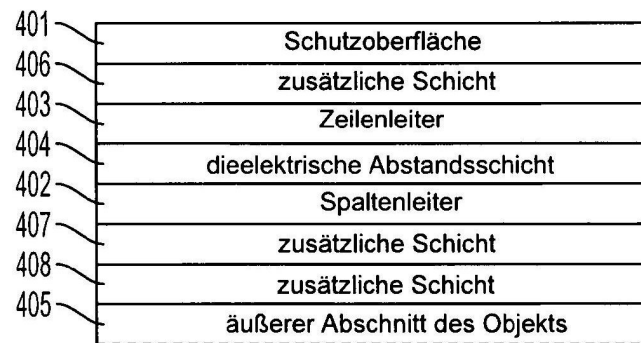 401 Schutzoberfläche
406 zusätzliche Schicht
403 Zeilenleiter
404 dieelektrische Abstandsschicht
402 Spaltenleiter
407 zusätzliche Schicht
408 zusätzliche Schicht
405 äußerer Abschnitt des Objekts